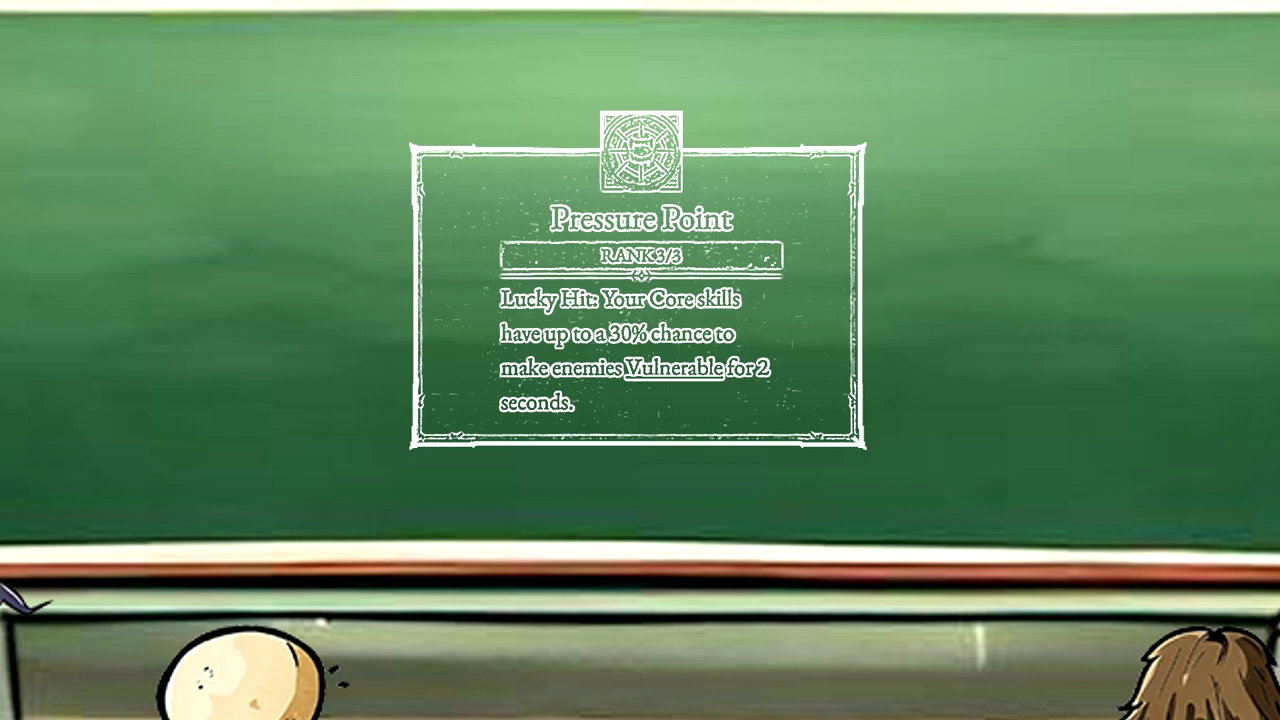 Pressure Point
RANK 3/3
Lucky Hit: Your Core skills
have up to a 30% chance to
make enemies Vulnerable for 2
seconds.